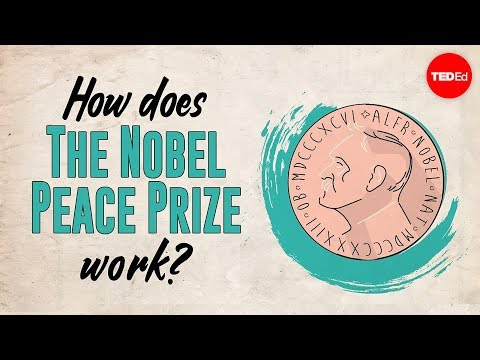 How does
THE NOBEL
PEACE PRIZE
work?
TEDEd
ALFR · NOBEL NAT · MDCCCXXXIII OB · MDCCCXCVI